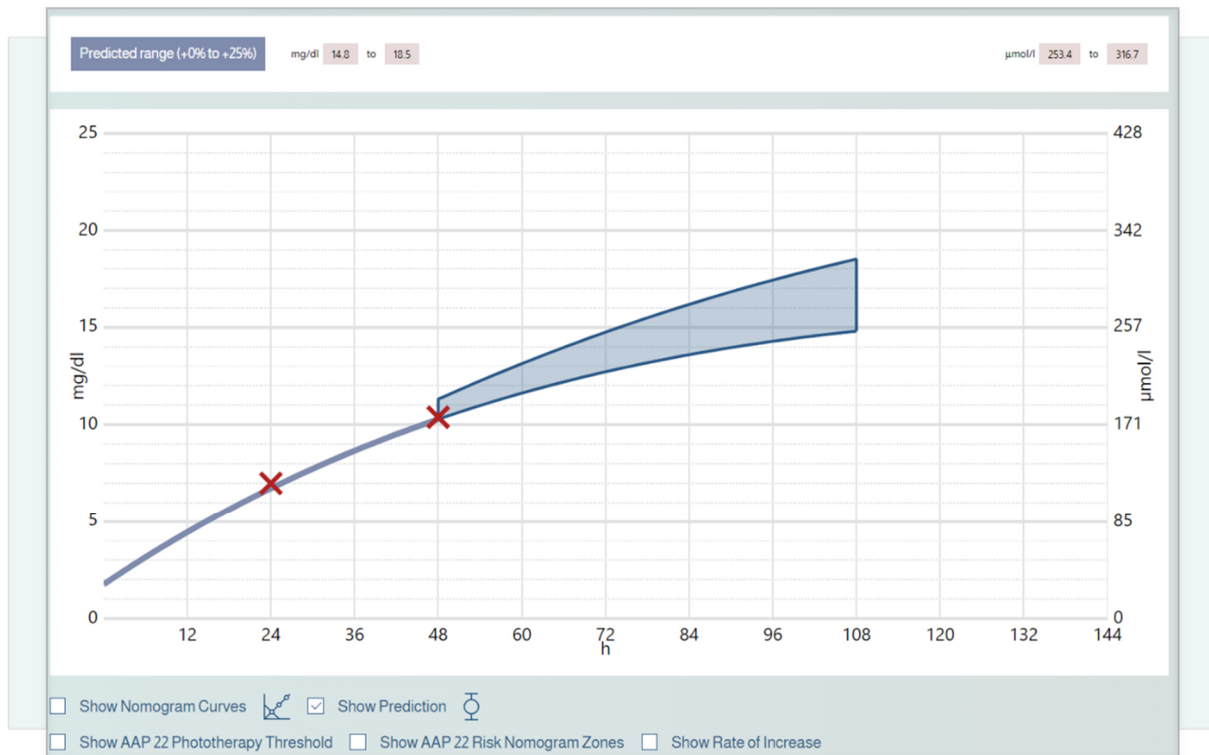 Predicted range (+0% to +25%) mg/dl 14.8 to 18.5 µmol/l 253.4 to 316.7
25 428
20 342
15 257
mg/dl µmol/l
10 171
5 85
0 0
12 24 36 48 60 72 84 96 108 120 132 144
h
Show Nomogram Curves Show Prediction
Show AAP 22 Phototherapy Threshold Show AAP 22 Risk Nomogram Zones Show Rate of Increase